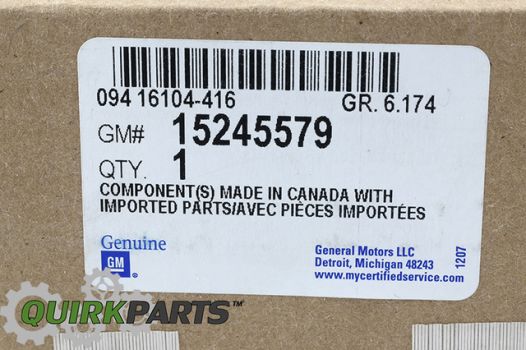 094 16104-416 GR. 6.174
GM# 15245579
QTY. 1
COMPONENT(S) MADE IN CANADA WITH
IMPORTED PARTS/AVEC PIÈCES IMPORTÉES
Genuine
GM
General Motors LLC
Detroit, Michigan 48243
www.mycertifiedservice.com
1207
QUIRKPARTS™